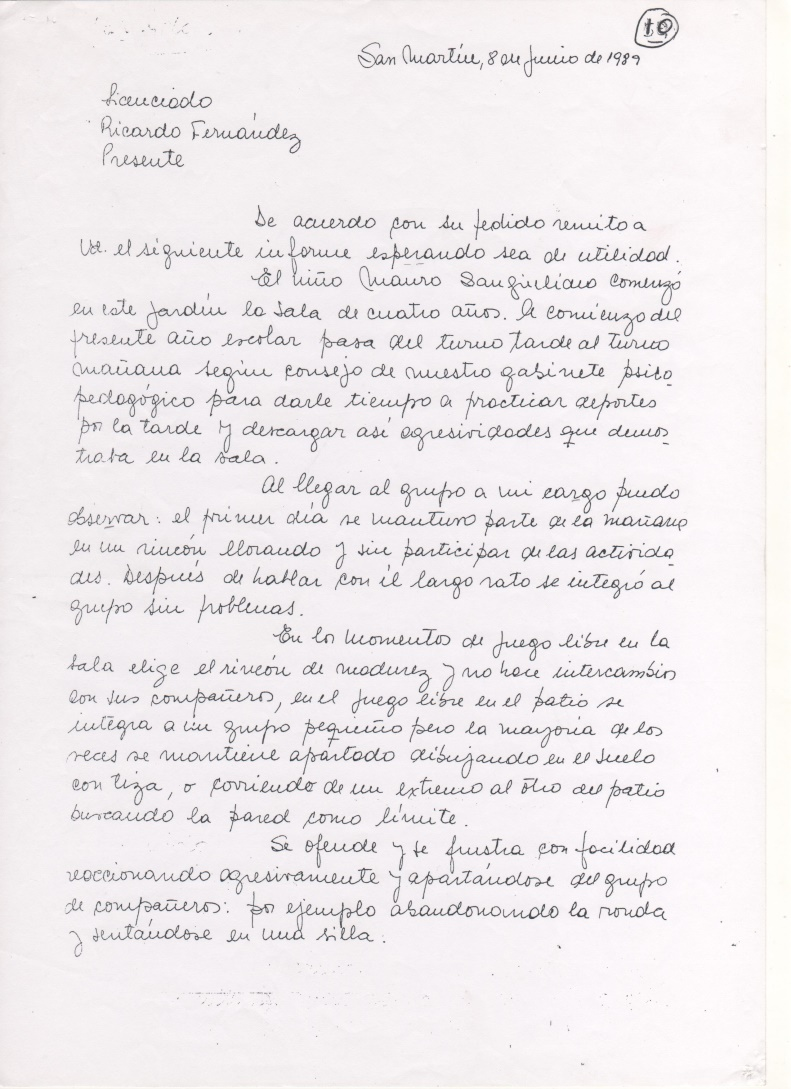 10
San Martín, 8 de Junio de 1989
Licenciado
Ricardo Fernández
Presente
De acuerdo con su pedido remito a
Ud. el siguiente informe esperando sea de utilidad.
El niño Mauro Sangiuliano comenzó
en este jardín la sala de cuatro años. A comienzo del
presente año escolar pasa del turno tarde al turno
mañana según consejo de nuestro gabinete psico_
pedagógico para darle tiempo a practicar deportes
por la tarde y descargar así agresividades que demos_
traba en la sala.
Al llegar al grupo a mi cargo puedo
observar: el primer día se mantuvo parte de la mañana
en un rincón llorando y sin participar de las activida_
des. Después de hablar con él largo rato se integró al
grupo sin problemas.
En los momentos de juego libre en la
sala elige el rincón de madurez y no hace intercambios
con sus compañeros, en el juego libre en el patio se
integra a un grupo pequeño pero la mayoría de los
veces se mantiene apartado dibujando en el suelo
con tiza, o corriendo de un extremo al otro del patio
buscando la pared como límite.
Se ofende y se frustra con facilidad
reaccionando agresivamente y apartándose del grupo
de compañeros: por ejemplo abandonando la ronda
y sentándose en una silla.